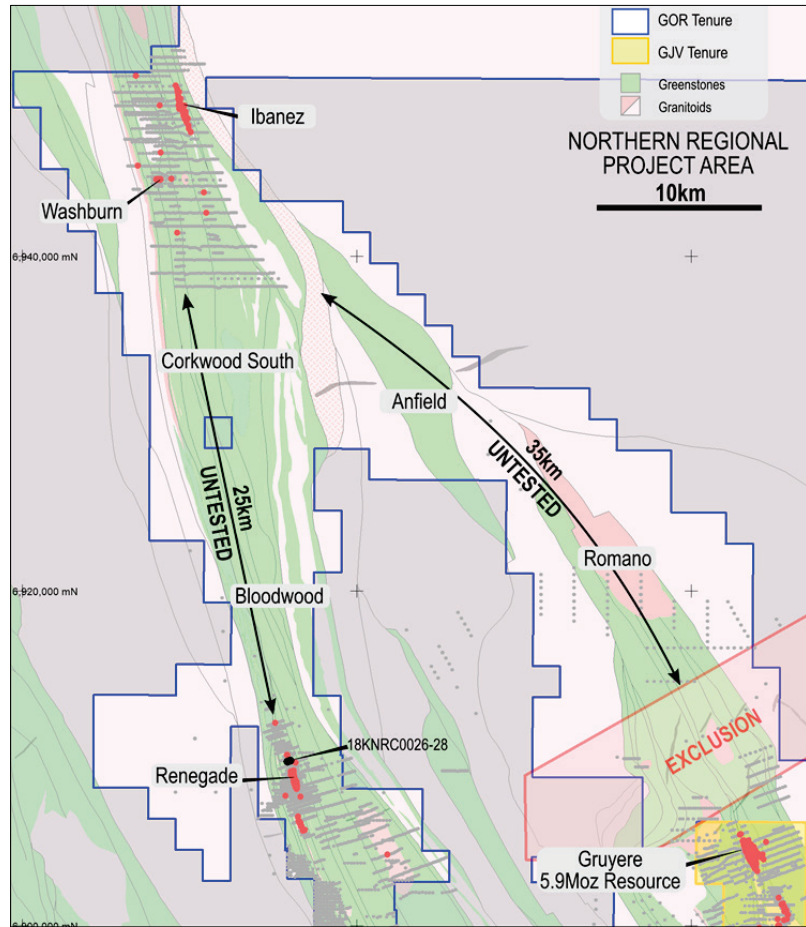 GOR Tenure
GJV Tenure
Greenstones
Granitoids
NORTHERN REGIONAL
PROJECT AREA
10km
Ibanez
Washburn
6,940,000 mN
Corkwood South
Anfield
35km
UNTESTED
25km
UNTESTED
Romano
Bloodwood
6,920,000 mN
EXCLUSION
18KNRC0026-28
Renegade
Gruyere
5.9Moz Resource
6,900,000 mN